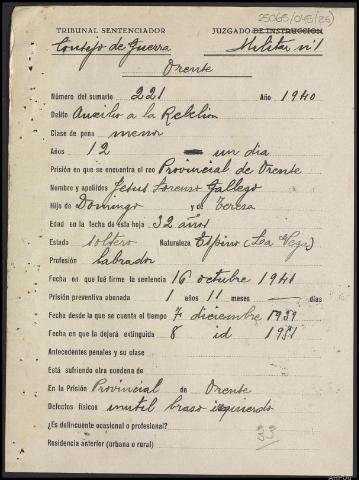 25065/045(26)
TRIBUNAL SENTENCIADOR JUZGADO DE INSTRUCCION
Consejo de Guerra Militar nº 1
Orense
Número del sumario 221 Año 1940
Delito Auxilio a la Rebelion
Clase de pena menor
Años 12 un dia
Prisión en que se encuentra el reo Provincial de Orense
Nombre y apellidos Jesus Lorenzo Gallego
Hijo de Domingo y de Teresa
Edad en la fecha de esta hoja 32 años
Estado soltero Naturaleza Espino (La Vega)
Profesión labrador
Fecha en que fué firme la sentencia 16 octubre 1941
Prisión preventiva abonada 1 años 11 meses — días
Fecha desde la que se cuenta el tiempo 7 diciembre 1939
Fecha en que la dejará extinguida 8 id 1951
Antecedentes penales y su clase
Está sufriendo otra condena de
En la Prisión Provincial de Orense
Defectos físicos inutil braso izquierdo
¿Es delincuente ocasional o profesional?
33
Residencia anterior (urbana o rural)